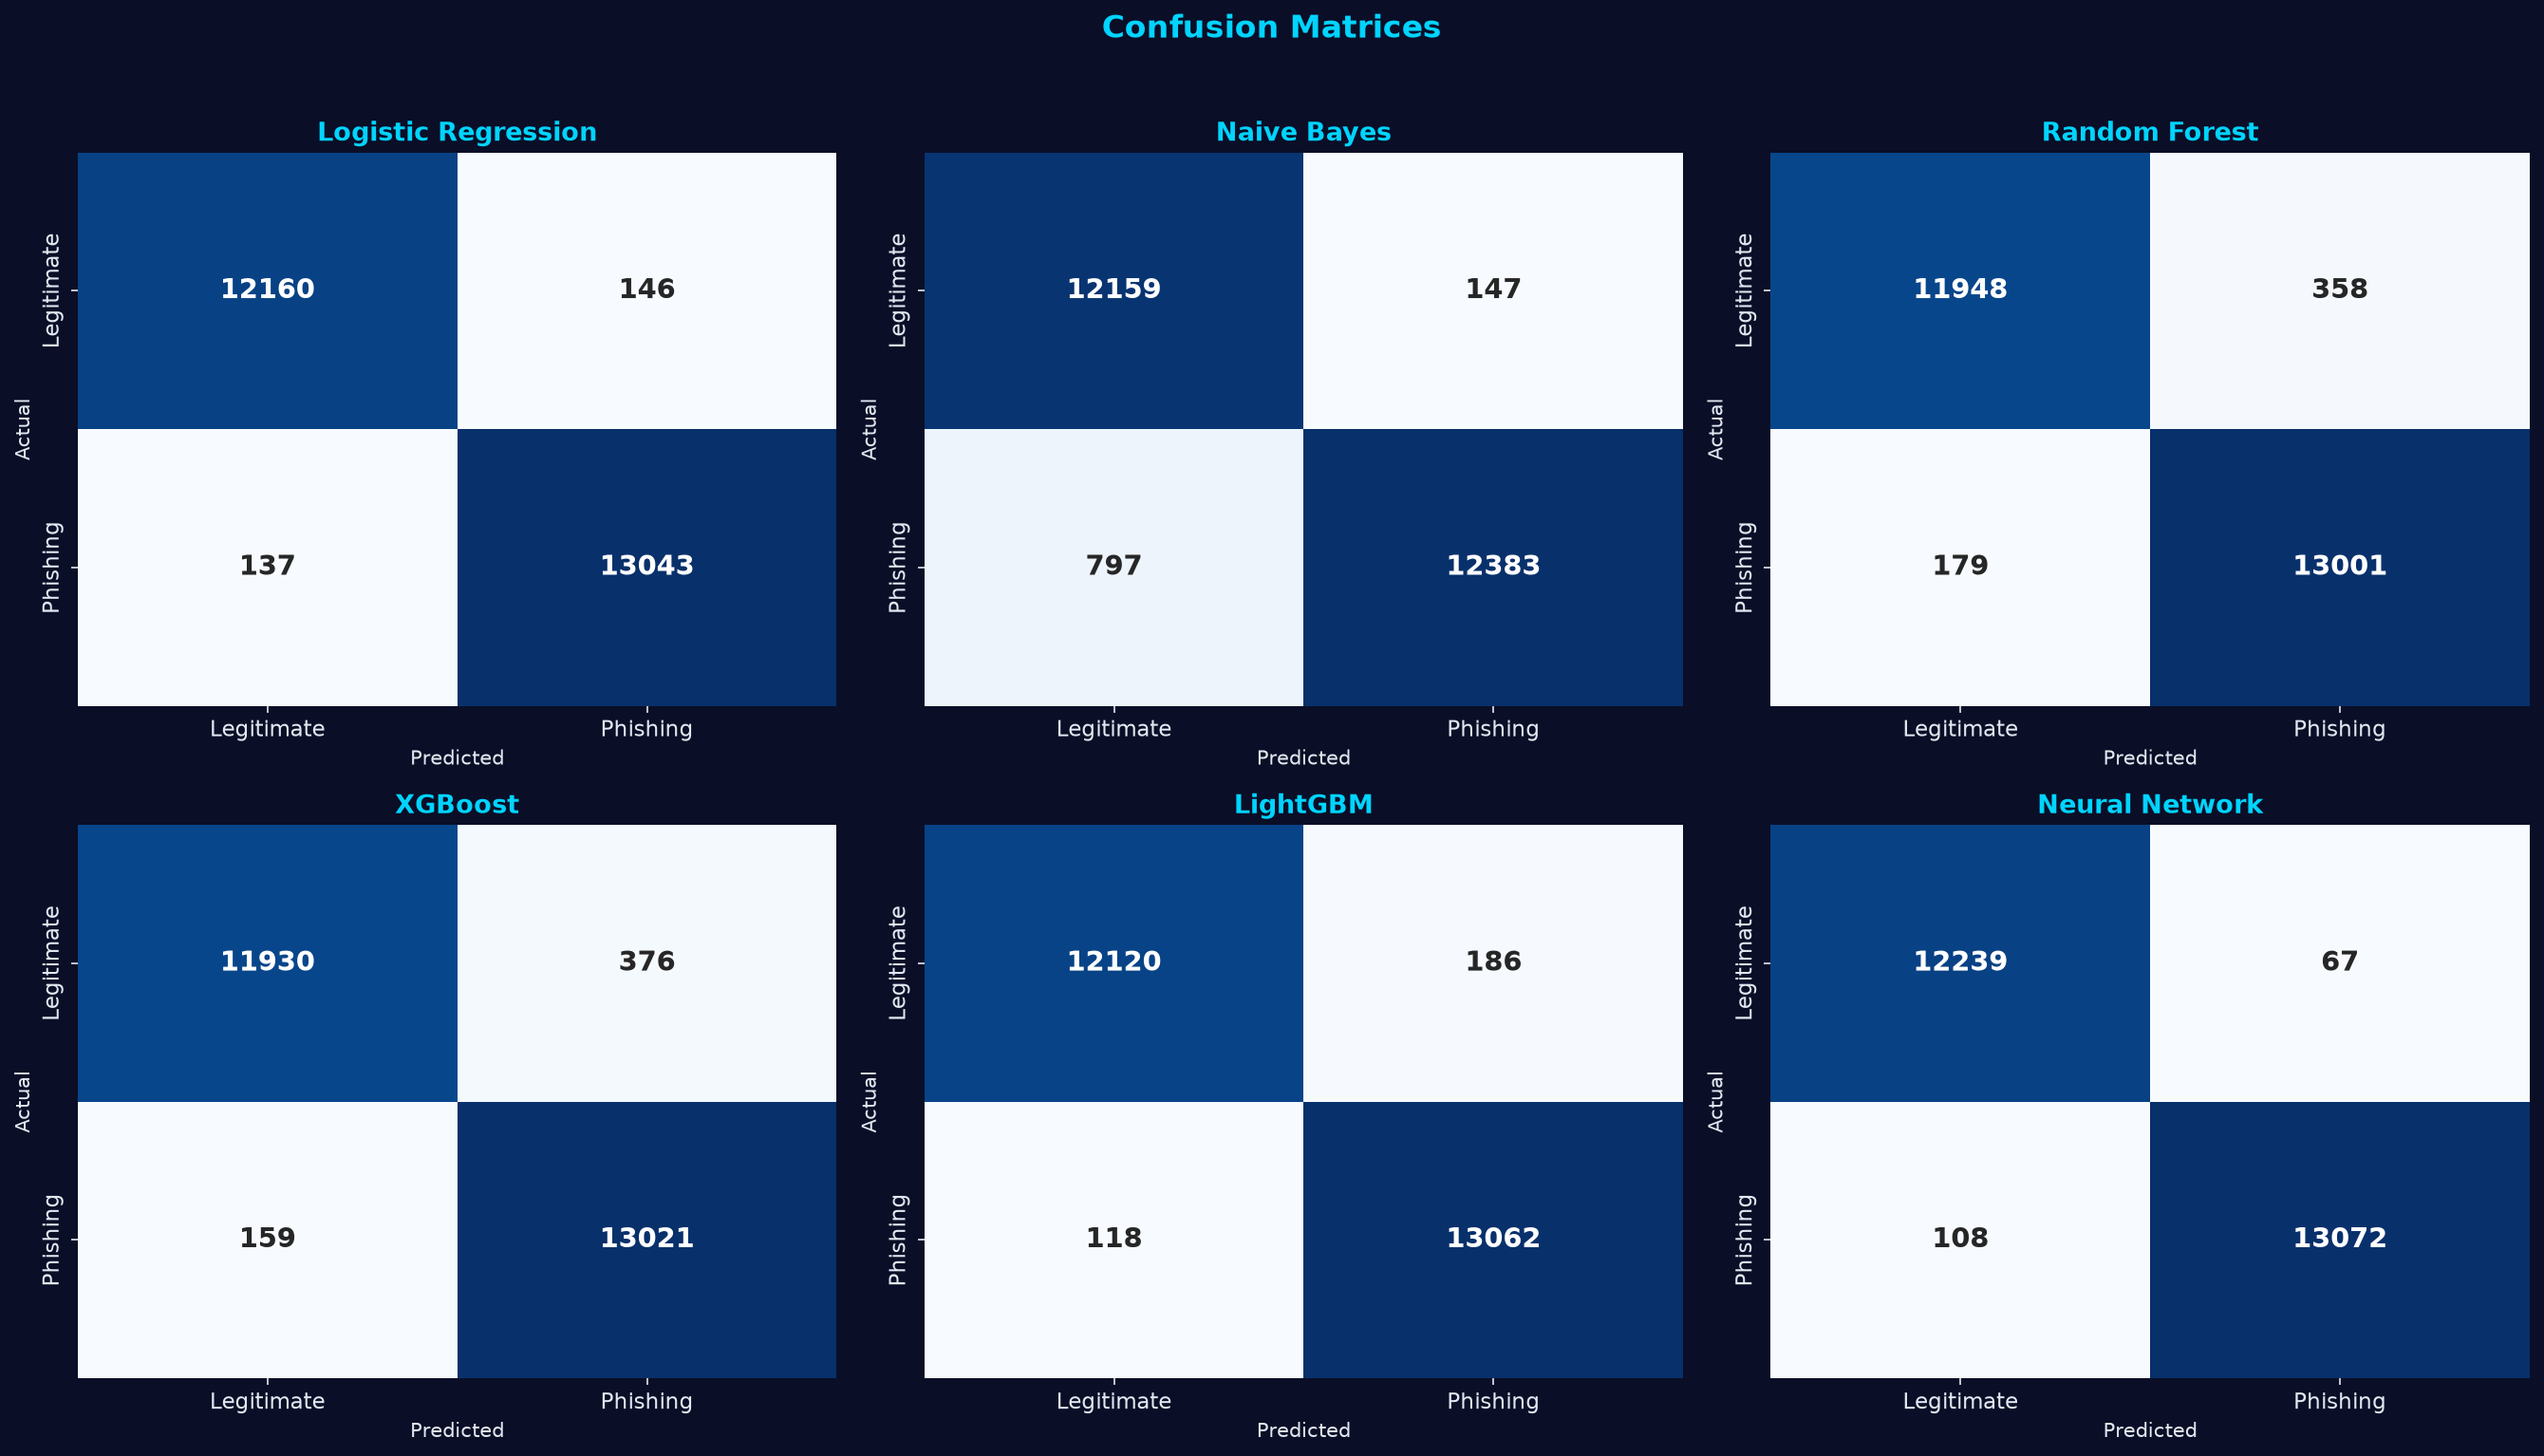 Confusion Matrices
Logistic Regression
Actual
Legitimate
12160 146
Phishing
137 13043
Legitimate Phishing
Predicted
Naive Bayes
Actual
Legitimate
12159 147
Phishing
797 12383
Legitimate Phishing
Predicted
Random Forest
Actual
Legitimate
11948 358
Phishing
179 13001
Legitimate Phishing
Predicted
XGBoost
Actual
Legitimate
11930 376
Phishing
159 13021
Legitimate Phishing
Predicted
LightGBM
Actual
Legitimate
12120 186
Phishing
118 13062
Legitimate Phishing
Predicted
Neural Network
Actual
Legitimate
12239 67
Phishing
108 13072
Legitimate Phishing
Predicted